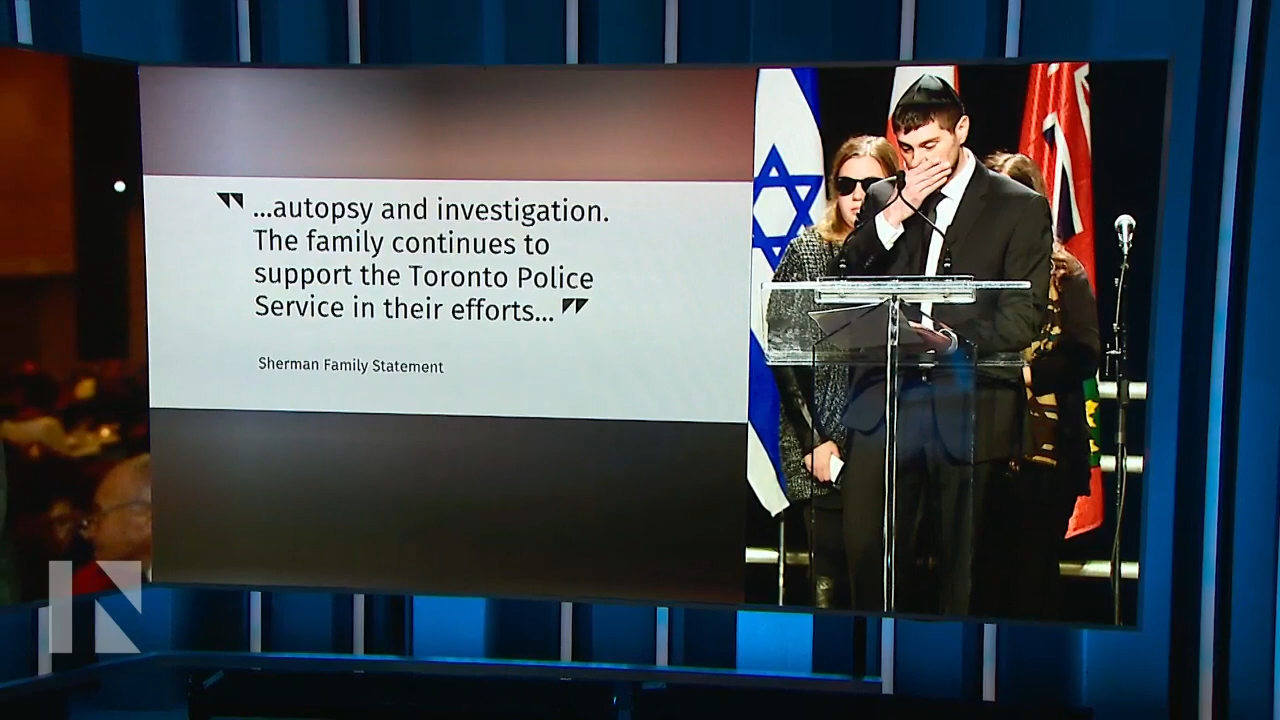 ...autopsy and investigation.
The family continues to
support the Toronto Police
Service in their efforts...
Sherman Family Statement
N